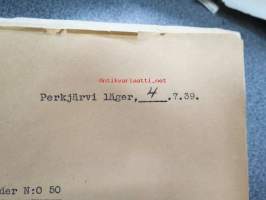 antikvariaatti.net
Perkjärvi läger, 4 .7.39.
der N:O 50